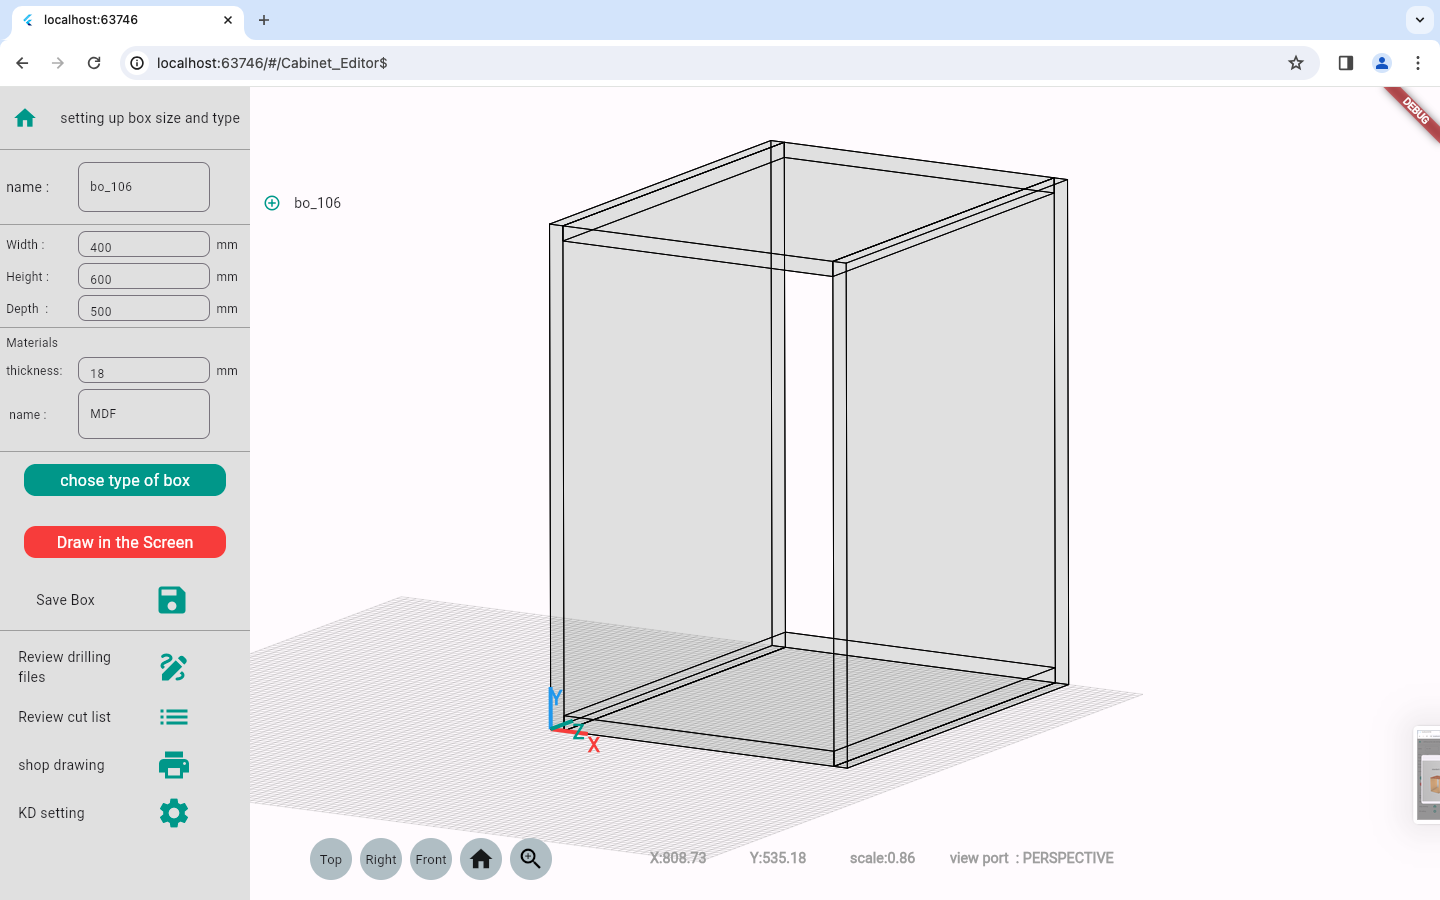 localhost:63746
localhost:63746/#/Cabinet_Editor$
DEBUG
setting up box size and type
name : bo_106
bo_106
Width : 400 mm
Height : 600 mm
Depth : 500 mm
Materials
thickness: 18 mm
name : MDF
chose type of box
Draw in the Screen
Save Box
Review drilling
files
Review cut list
shop drawing
KD setting
Y
Z
X
Top Right Front X:808.73 Y:535.18 scale:0.86 view port : PERSPECTIVE